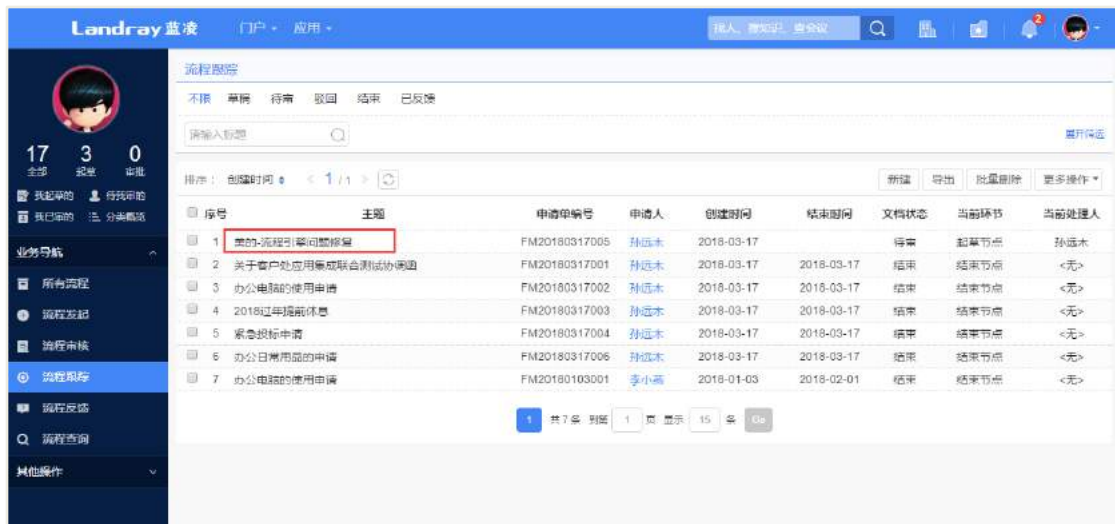 Landray 蓝凌 门户 应用
找人、搜知识、查会议
2
17 3 0
全部 起草 审批
我起草的 待我审的
我已审的 分类概览
业务导航
所有流程
流程发起
流程审核
流程跟踪
流程反馈
流程查询
其他操作
流程跟踪
不限 草稿 待审 驳回 结束 已反馈
请输入标题
展开筛选
排序： 创建时间 < 1 / 1 > 新建 导出 批量删除 更多操作
序号 主题 申请单编号 申请人 创建时间 结束时间 文档状态 当前环节 当前处理人
1 美的-流程引擎问题修复 FM20180317005 孙远木 2018-03-17 待审 起草节点 孙远木
2 关于客户处应用集成联合测试协调函 FM20180317001 孙远木 2018-03-17 2018-03-17 结束 结束节点 <无>
3 办公电脑的使用申请 FM20180317002 孙远木 2018-03-17 2018-03-17 结束 结束节点 <无>
4 2018过年提前休息 FM20180317003 孙远木 2018-03-17 2018-03-17 结束 结束节点 <无>
5 紧急投标申请 FM20180317004 孙远木 2018-03-17 2018-03-17 结束 结束节点 <无>
6 办公日常用品的申请 FM20180317006 孙远木 2018-03-17 2018-03-17 结束 结束节点 <无>
7 办公电脑的使用申请 FM20180103001 2018-01-03 2018-02-01 结束 结束节点 <无>
1 共 7 条 到第 1 页 显示 15 条 Go